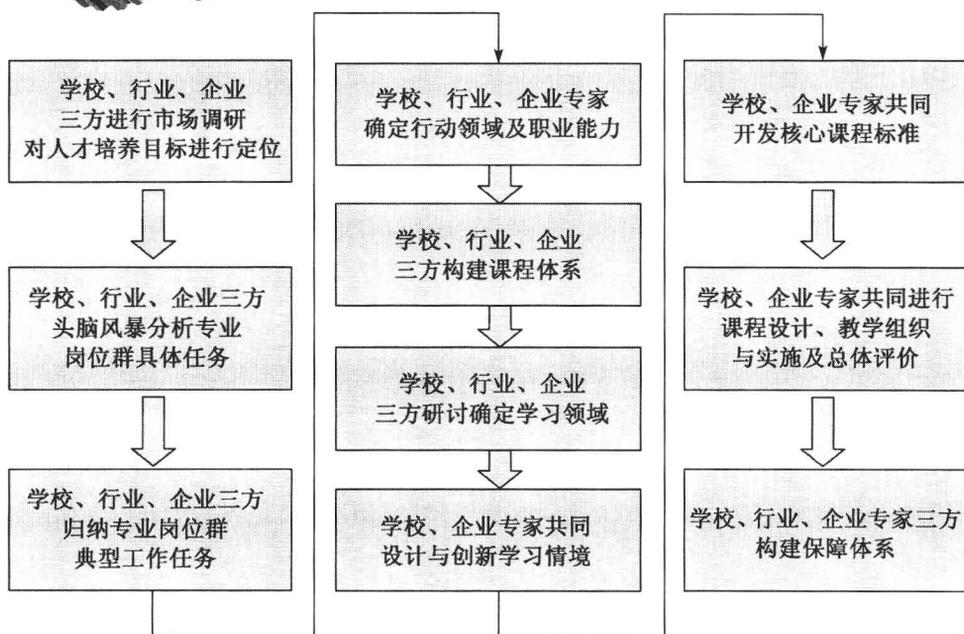 学校、行业、企业
三方进行市场调研
对人才培养目标进行定位
学校、行业、企业三方
头脑风暴分析专业
岗位群具体任务
学校、行业、企业三方
归纳专业岗位群
典型工作任务
学校、行业、企业专家
确定行动领域及职业能力
学校、行业、企业
三方构建课程体系
学校、行业、企业
三方研讨确定学习领域
学校、企业专家共同
设计与创新学习情境
学校、企业专家共同
开发核心课程标准
学校、企业专家共同进行
课程设计、教学组织
与实施及总体评价
学校、行业、企业专家三方
构建保障体系